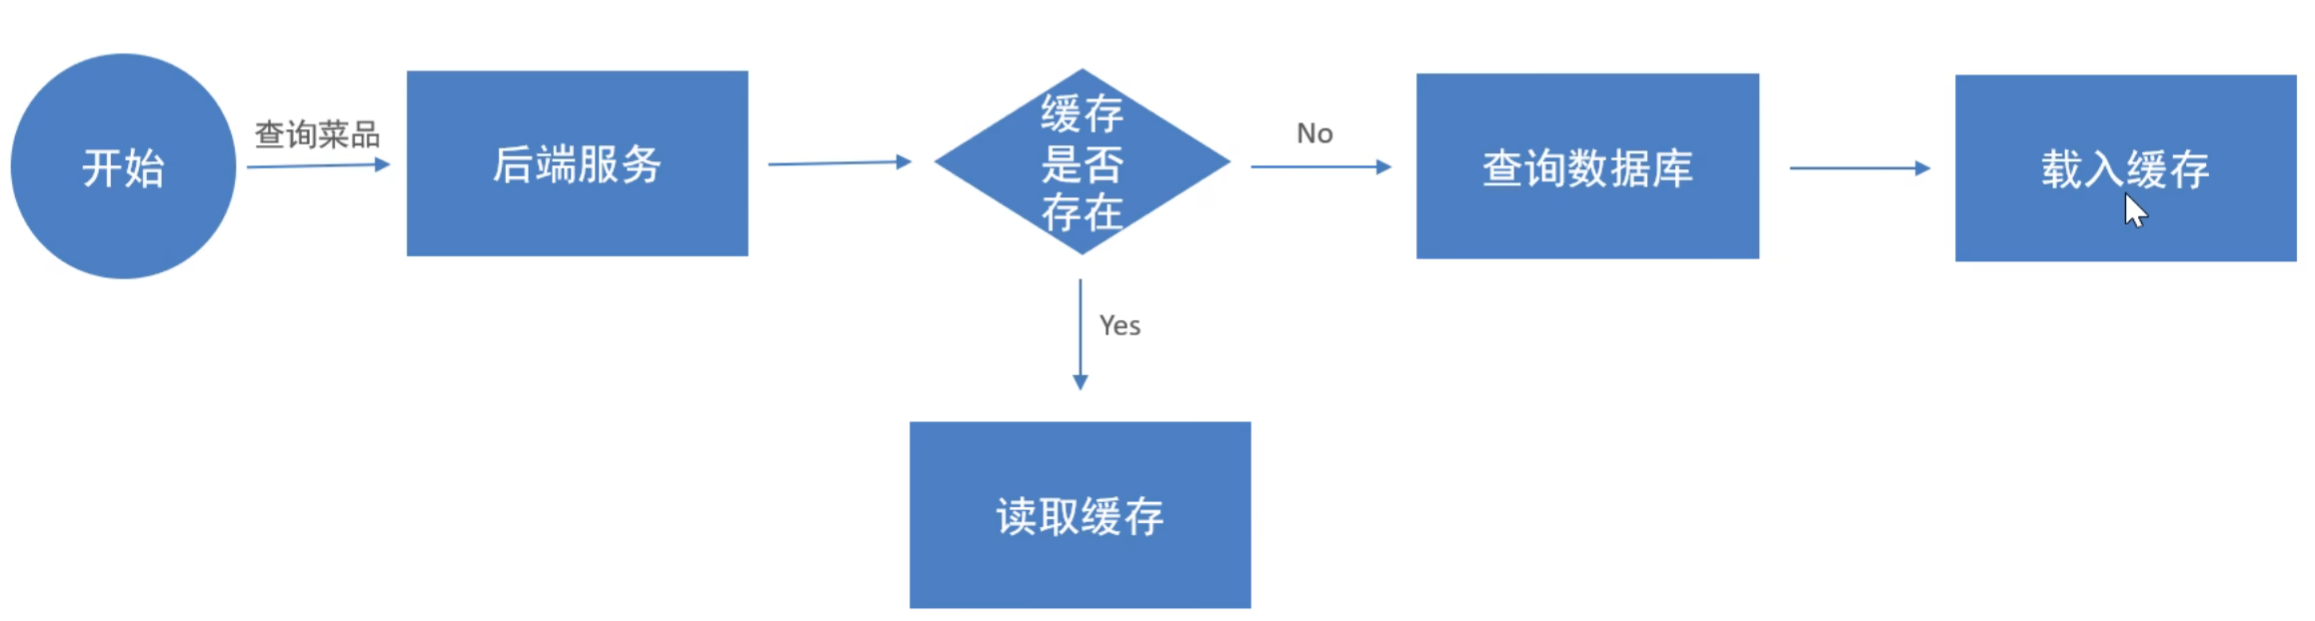 开始
查询菜品
后端服务
缓存
是否
存在
No
查询数据库
载入缓存
Yes
读取缓存